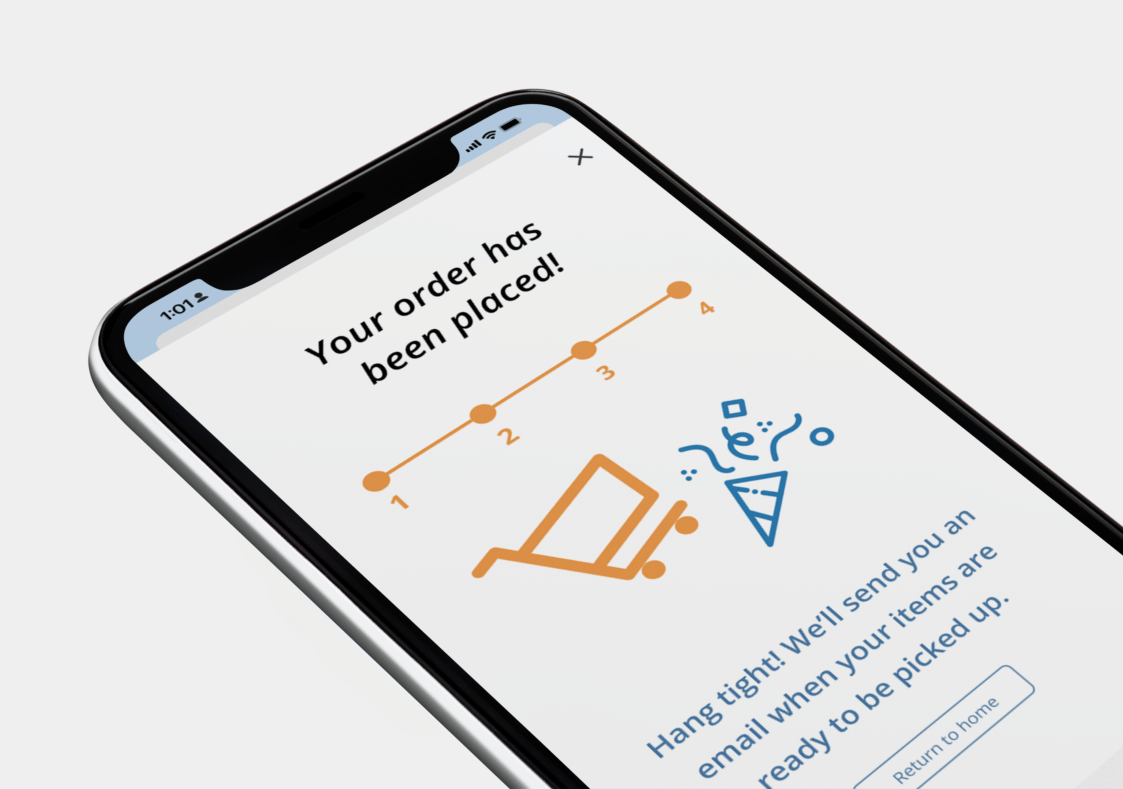 1:01
Your order has
been placed!
1
2
3
4
Hang tight! We'll send you an
email when your items are
ready to be picked up.
Return to home